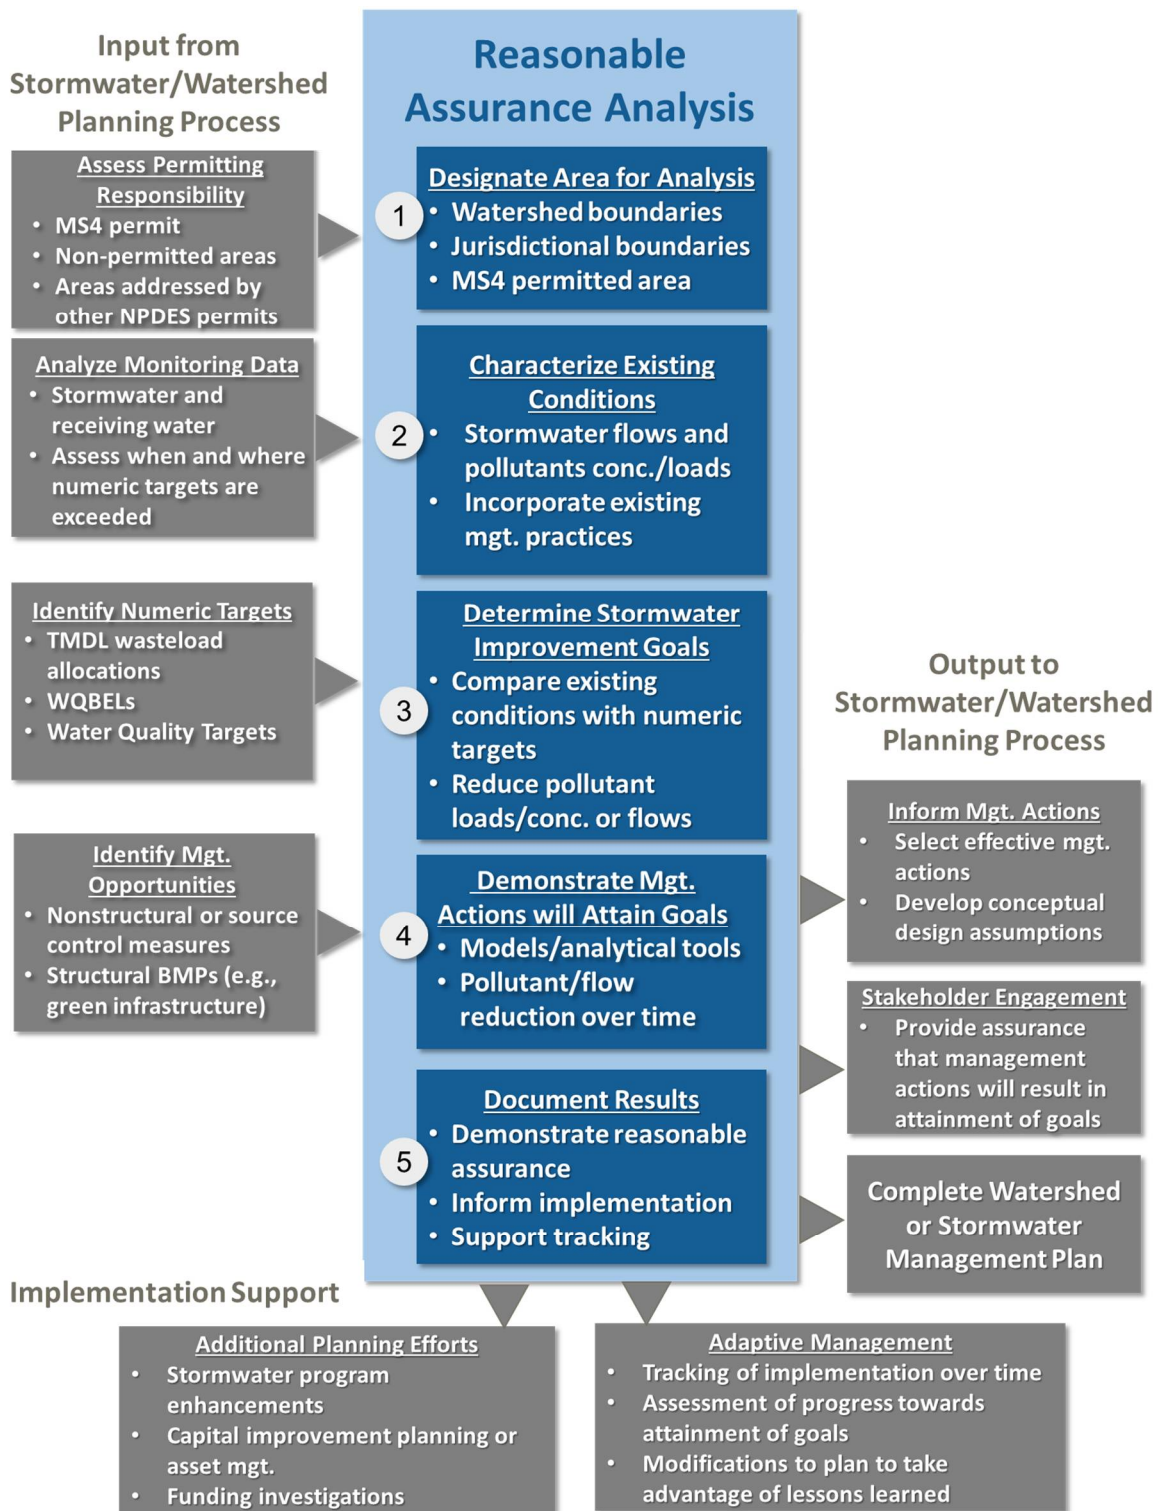 Input from
Stormwater/Watershed
Planning Process
Assess Permitting
Responsibility
• MS4 permit
• Non-permitted areas
• Areas addressed by
other NPDES permits
Analyze Monitoring Data
• Stormwater and
receiving water
• Assess when and where
numeric targets are
exceeded
Identify Numeric Targets
• TMDL wasteload
allocations
• WQBELs
• Water Quality Targets
Identify Mgt.
Opportunities
• Nonstructural or source
control measures
• Structural BMPs (e.g.,
green infrastructure)
Reasonable
Assurance Analysis
1
Designate Area for Analysis
• Watershed boundaries
• Jurisdictional boundaries
• MS4 permitted area
2
Characterize Existing
Conditions
• Stormwater flows and
pollutants conc./loads
• Incorporate existing
mgt. practices
3
Determine Stormwater
Improvement Goals
• Compare existing
conditions with numeric
targets
• Reduce pollutant
loads/conc. or flows
4
Demonstrate Mgt.
Actions will Attain Goals
• Models/analytical tools
• Pollutant/flow
reduction over time
5
Document Results
• Demonstrate reasonable
assurance
• Inform implementation
• Support tracking
Output to
Stormwater/Watershed
Planning Process
Inform Mgt. Actions
• Select effective mgt.
actions
• Develop conceptual
design assumptions
Stakeholder Engagement
• Provide assurance
that management
actions will result in
attainment of goals
Complete Watershed
or Stormwater
Management Plan
Implementation Support
Additional Planning Efforts
• Stormwater program
enhancements
• Capital improvement planning or
asset mgt.
• Funding investigations
Adaptive Management
• Tracking of implementation over time
• Assessment of progress towards
attainment of goals
• Modifications to plan to take
advantage of lessons learned